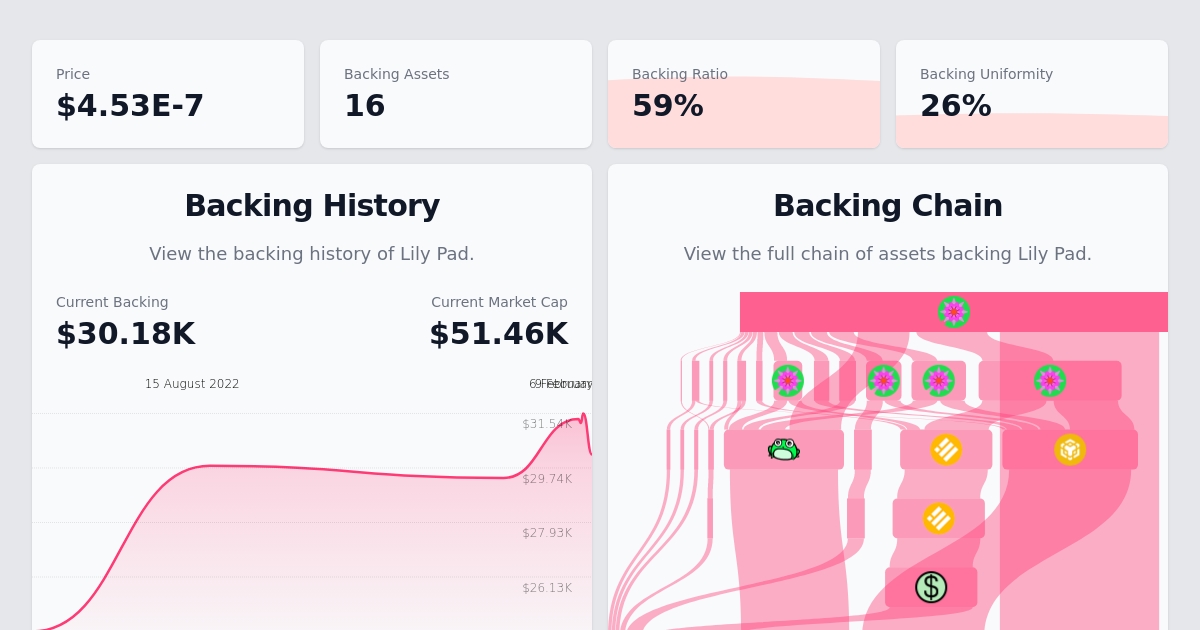 Price
$4.53E-7
Backing Assets
16
Backing Ratio
59%
Backing Uniformity
26%
Backing History
View the backing history of Lily Pad.
Current Backing
$30.18K
Current Market Cap
$51.46K
15 August 2022
$31.54K
$29.74K
$27.93K
$26.13K
Backing Chain
View the full chain of assets backing Lily Pad.
$